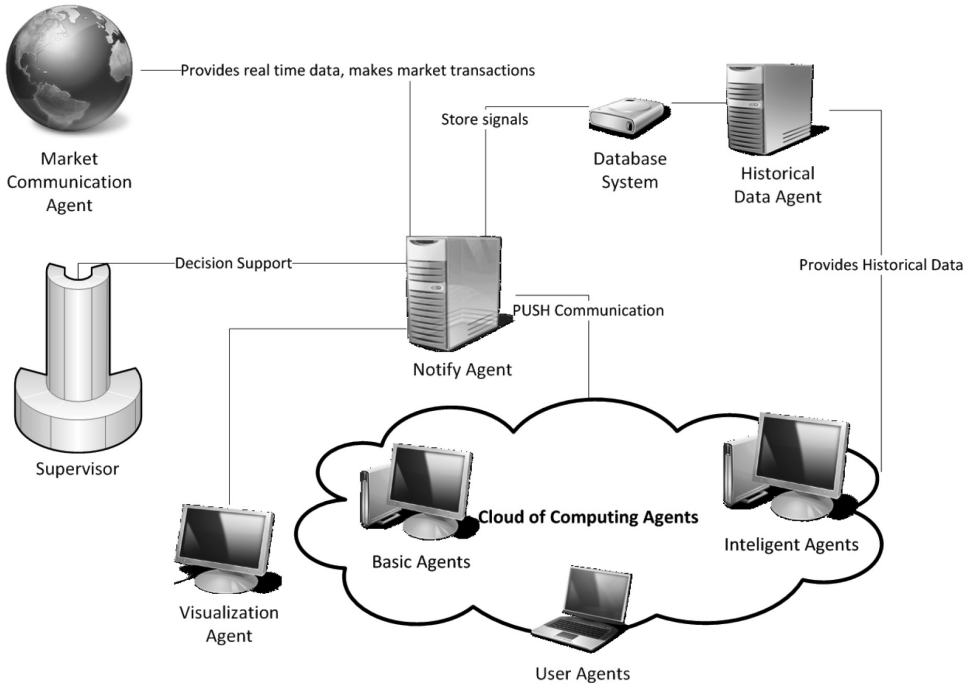 Provides real time data, makes market transactions
Store signals
Market
Communication
Agent
Database
System
Historical
Data Agent
Decision Support
Provides Historical Data
PUSH Communication
Notify Agent
Supervisor
Cloud of Computing Agents
Basic Agents
Inteligent Agents
Visualization
Agent
User Agents